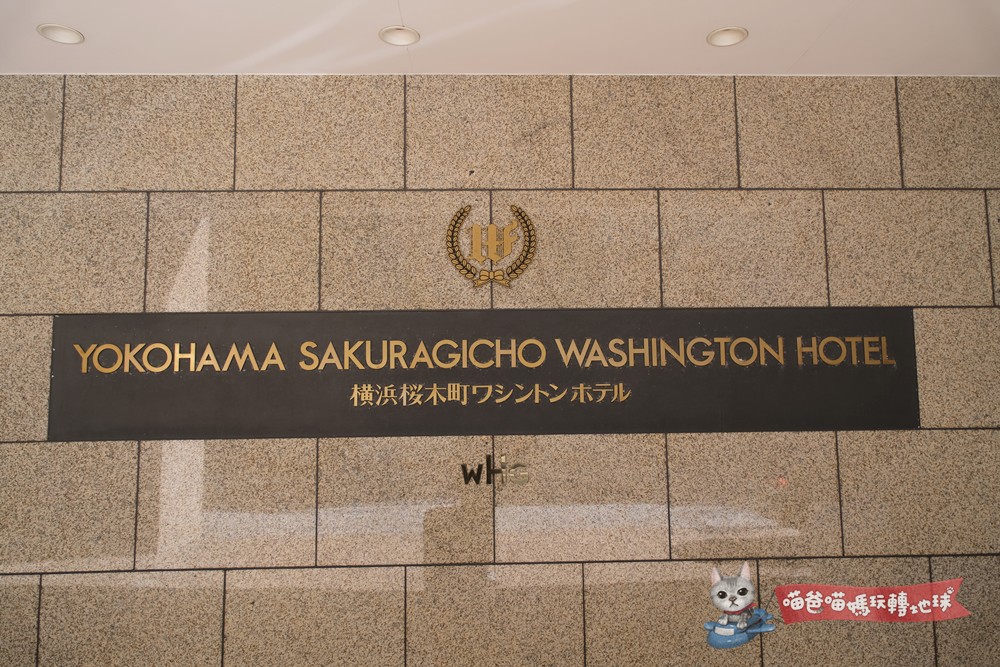 W
YOKOHAMA SAKURAGICHO WASHINGTON HOTEL
横浜桜木町ワシントンホテル
WHG
喵爸喵媽玩轉地球